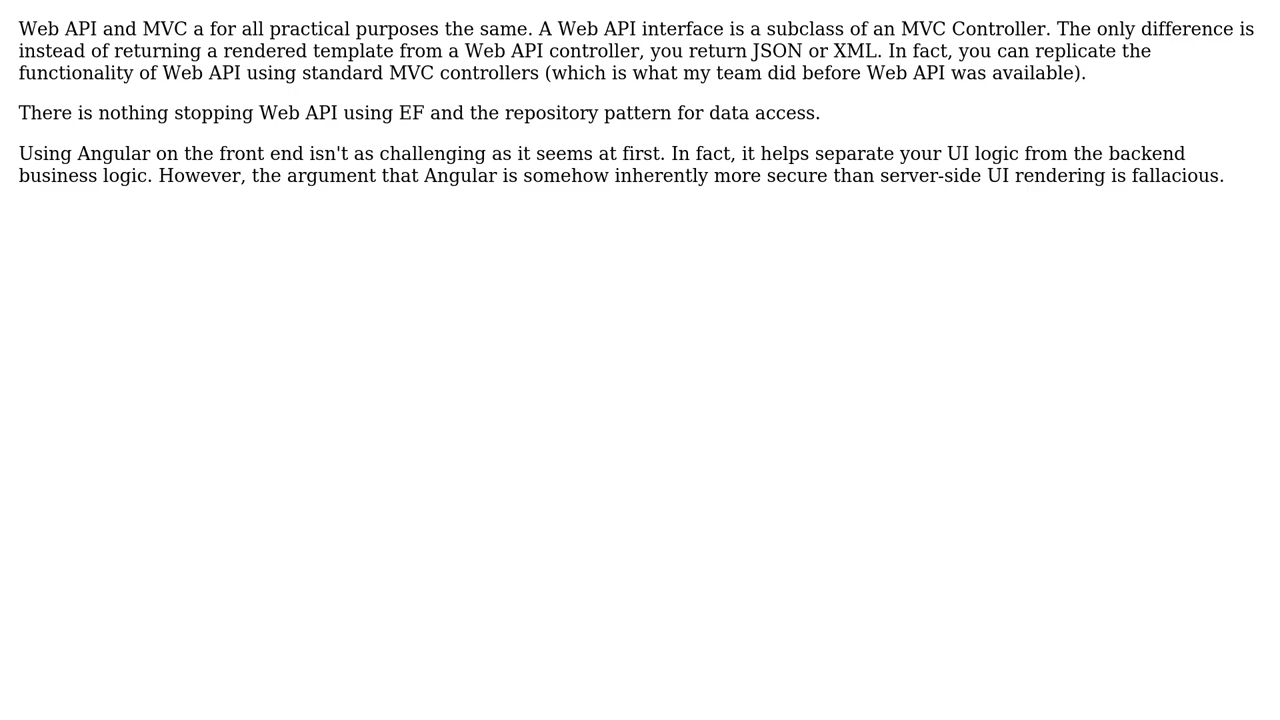 Web API and MVC a for all practical purposes the same. A Web API interface is a subclass of an MVC Controller. The only difference is
instead of returning a rendered template from a Web API controller, you return JSON or XML. In fact, you can replicate the
functionality of Web API using standard MVC controllers (which is what my team did before Web API was available).
There is nothing stopping Web API using EF and the repository pattern for data access.
Using Angular on the front end isn't as challenging as it seems at first. In fact, it helps separate your UI logic from the backend
business logic. However, the argument that Angular is somehow inherently more secure than server-side UI rendering is fallacious.